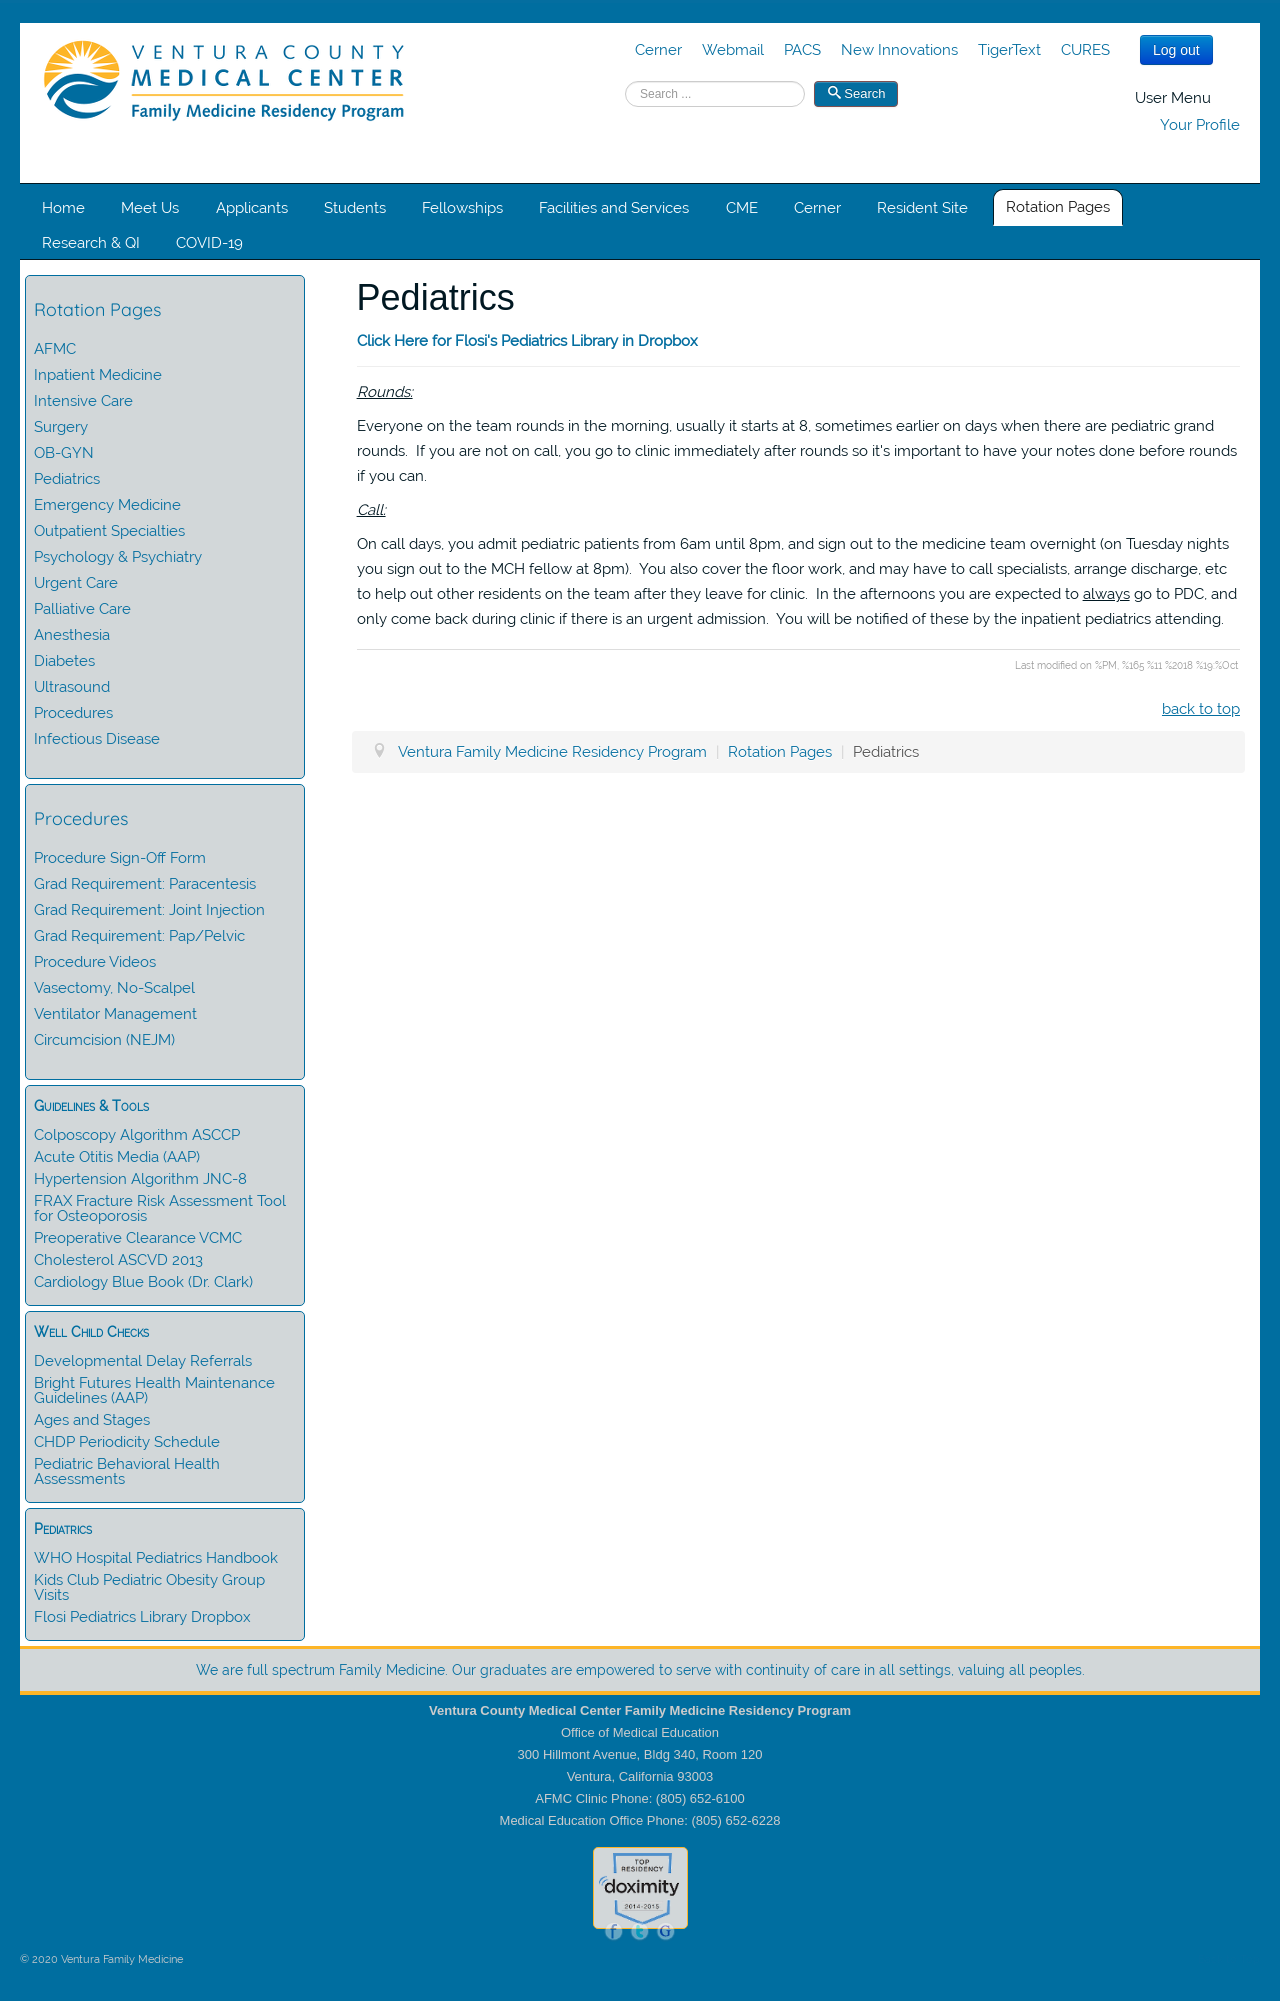 VENTURA COUNTY
MEDICAL CENTER
Family Medicine Residency Program
Cerner Webmail PACS New Innovations TigerText CURES
Log out
Search ...
Search
User Menu
Your Profile
Home Meet Us Applicants Students Fellowships Facilities and Services CME Cerner Resident Site Rotation Pages
Research & QI COVID-19
Rotation Pages
AFMC
Inpatient Medicine
Intensive Care
Surgery
OB-GYN
Pediatrics
Emergency Medicine
Outpatient Specialties
Psychology & Psychiatry
Urgent Care
Palliative Care
Anesthesia
Diabetes
Ultrasound
Procedures
Infectious Disease
Procedures
Procedure Sign-Off Form
Grad Requirement: Paracentesis
Grad Requirement: Joint Injection
Grad Requirement: Pap/Pelvic
Procedure Videos
Vasectomy, No-Scalpel
Ventilator Management
Circumcision (NEJM)
Guidelines & Tools
Colposcopy Algorithm ASCCP
Acute Otitis Media (AAP)
Hypertension Algorithm JNC-8
FRAX Fracture Risk Assessment Tool
for Osteoporosis
Preoperative Clearance VCMC
Cholesterol ASCVD 2013
Cardiology Blue Book (Dr. Clark)
Well Child Checks
Developmental Delay Referrals
Bright Futures Health Maintenance
Guidelines (AAP)
Ages and Stages
CHDP Periodicity Schedule
Pediatric Behavioral Health
Assessments
Pediatrics
WHO Hospital Pediatrics Handbook
Kids Club Pediatric Obesity Group
Visits
Flosi Pediatrics Library Dropbox
Pediatrics
Click Here for Flosi's Pediatrics Library in Dropbox
Rounds:
Everyone on the team rounds in the morning, usually it starts at 8, sometimes earlier on days when there are pediatric grand
rounds. If you are not on call, you go to clinic immediately after rounds so it's important to have your notes done before rounds
if you can.
Call:
On call days, you admit pediatric patients from 6am until 8pm, and sign out to the medicine team overnight (on Tuesday nights
you sign out to the MCH fellow at 8pm). You also cover the floor work, and may have to call specialists, arrange discharge, etc
to help out other residents on the team after they leave for clinic. In the afternoons you are expected to always go to PDC, and
only come back during clinic if there is an urgent admission. You will be notified of these by the inpatient pediatrics attending.
Last modified on %PM, %165 %11 %2018 %19:%Oct
back to top
Ventura Family Medicine Residency Program | Rotation Pages | Pediatrics
We are full spectrum Family Medicine. Our graduates are empowered to serve with continuity of care in all settings, valuing all peoples.
Ventura County Medical Center Family Medicine Residency Program
Office of Medical Education
300 Hillmont Avenue, Bldg 340, Room 120
Ventura, California 93003
AFMC Clinic Phone: (805) 652-6100
Medical Education Office Phone: (805) 652-6228
TOP
RESIDENCY
doximity
2014-2015
f t G
© 2020 Ventura Family Medicine